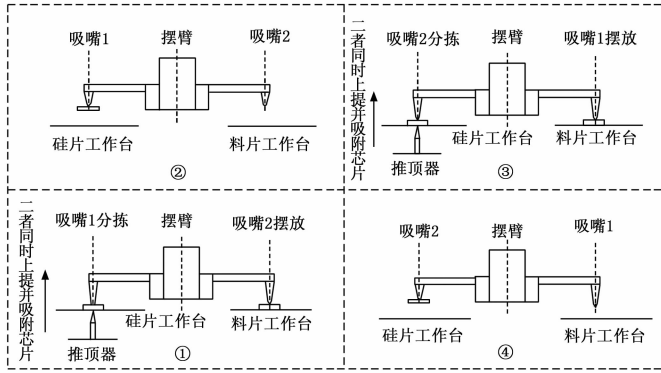 吸嘴1 摆臂 吸嘴2
硅片工作台 料片工作台
②
二者同时上提并吸附芯片
吸嘴2分拣 摆臂 吸嘴1摆放
硅片工作台 料片工作台
推顶器
③
二者同时上提并吸附芯片
吸嘴1分拣 摆臂 吸嘴2摆放
硅片工作台 料片工作台
推顶器
①
吸嘴2 摆臂 吸嘴1
硅片工作台 料片工作台
④